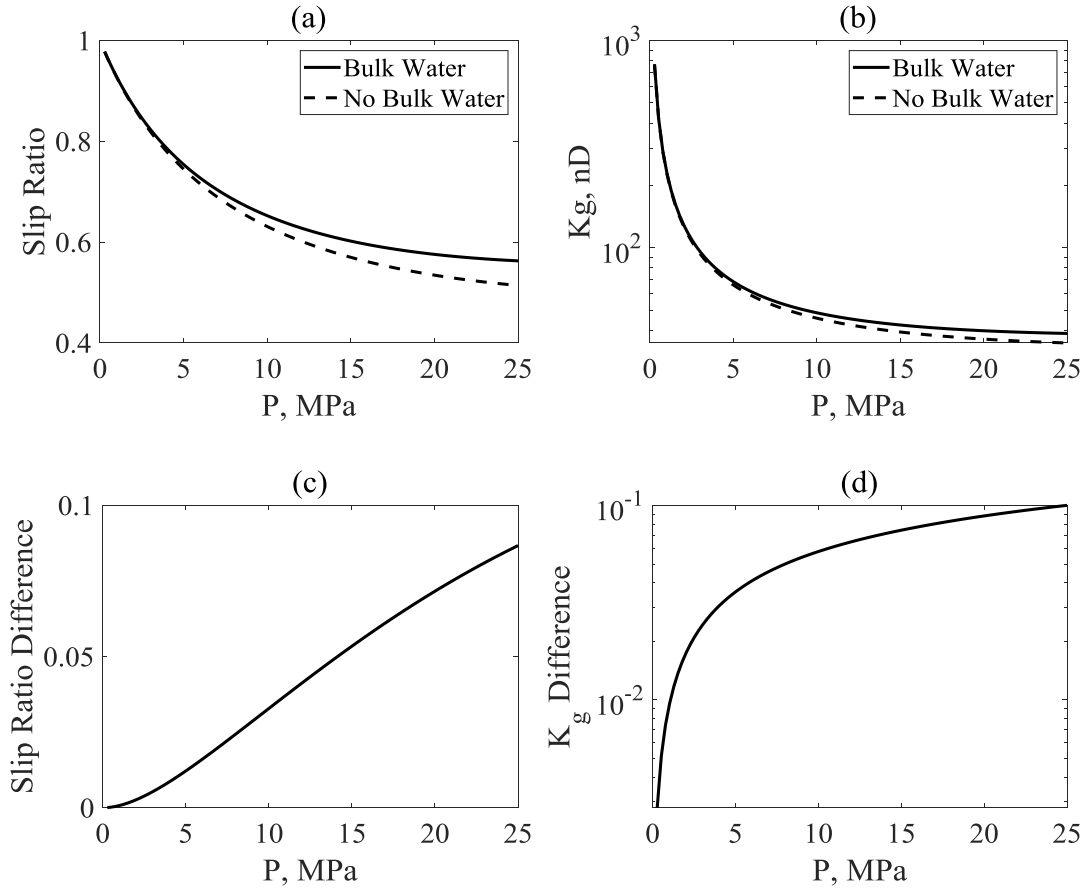 (a)
1
0.8
0.6
0.4
Slip Ratio
Bulk Water
No Bulk Water
0 5 10 15 20 25
P, MPa
(b)
10^3
10^2
Kg, nD
Bulk Water
No Bulk Water
0 5 10 15 20 25
P, MPa
(c)
0.1
0.05
0
Slip Ratio Difference
0 5 10 15 20 25
P, MPa
(d)
10^-1
10^-2
K_g Difference
0 5 10 15 20 25
P, MPa